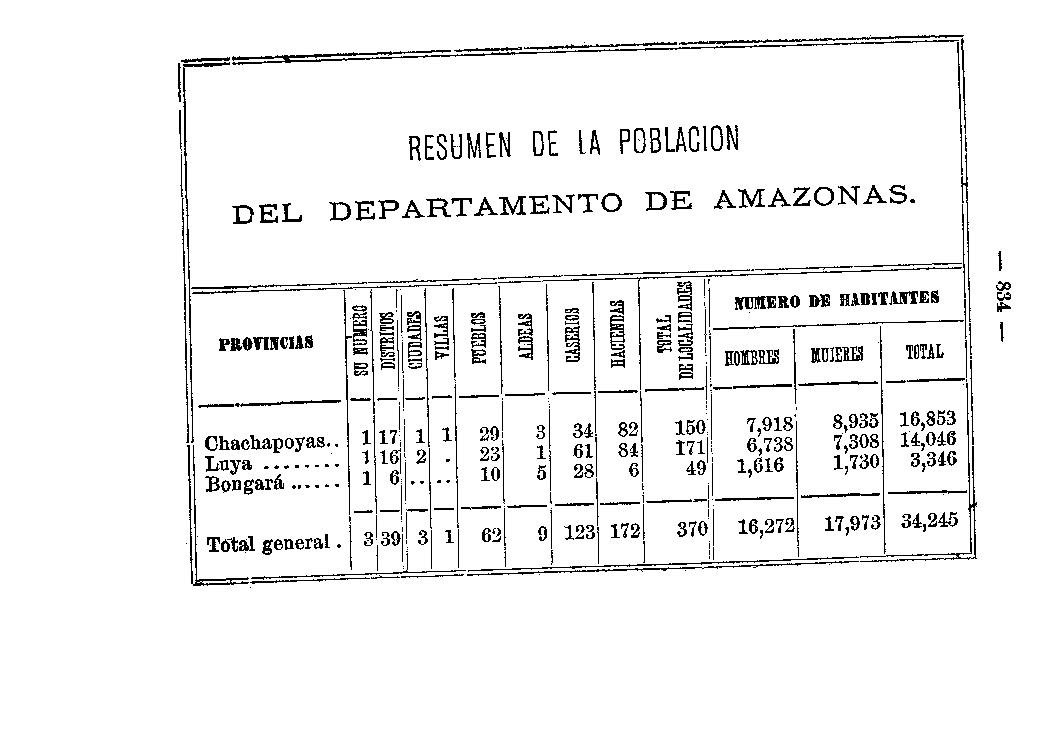 RESUMEN DE LA POBLACION
DEL DEPARTAMENTO DE AMAZONAS.
PROVINCIAS SU NUMERO DISTRITOS CIUDADES VILLAS PUEBLOS ALDEAS CASERIOS HACIENDAS TOTAL DE LOCALIDADES NUMERO DE HABITANTES
HOMBRES MUJERES TOTAL
Chachapoyas.. 1 17 1 1 29 3 34 82 150 7,918 8,935 16,853
Luya ........ 1 16 2 . 23 1 61 84 171 6,738 7,308 14,046
Bongará ...... 1 6 .. .. 10 5 28 6 49 1,616 1,730 3,346
Total general . 3 39 3 1 62 9 123 172 370 16,272 17,973 34,245
— 834 —